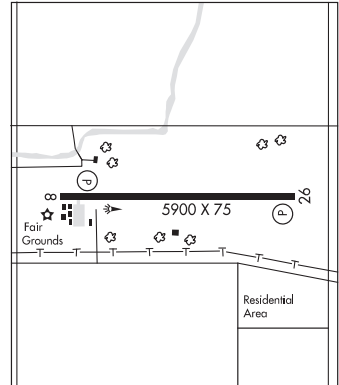 P
8
5900 X 75
P
26
Fair
Grounds
T T T T T T T T T
Residential
Area